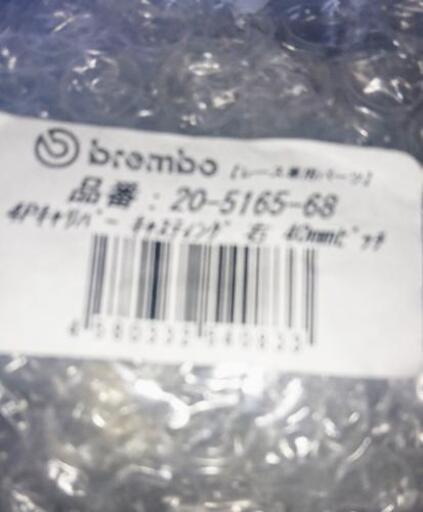 brembo [レース専用パーツ]
品番：20-5165-68
4Pキャリパー キャスティング 右 40mmピッチ